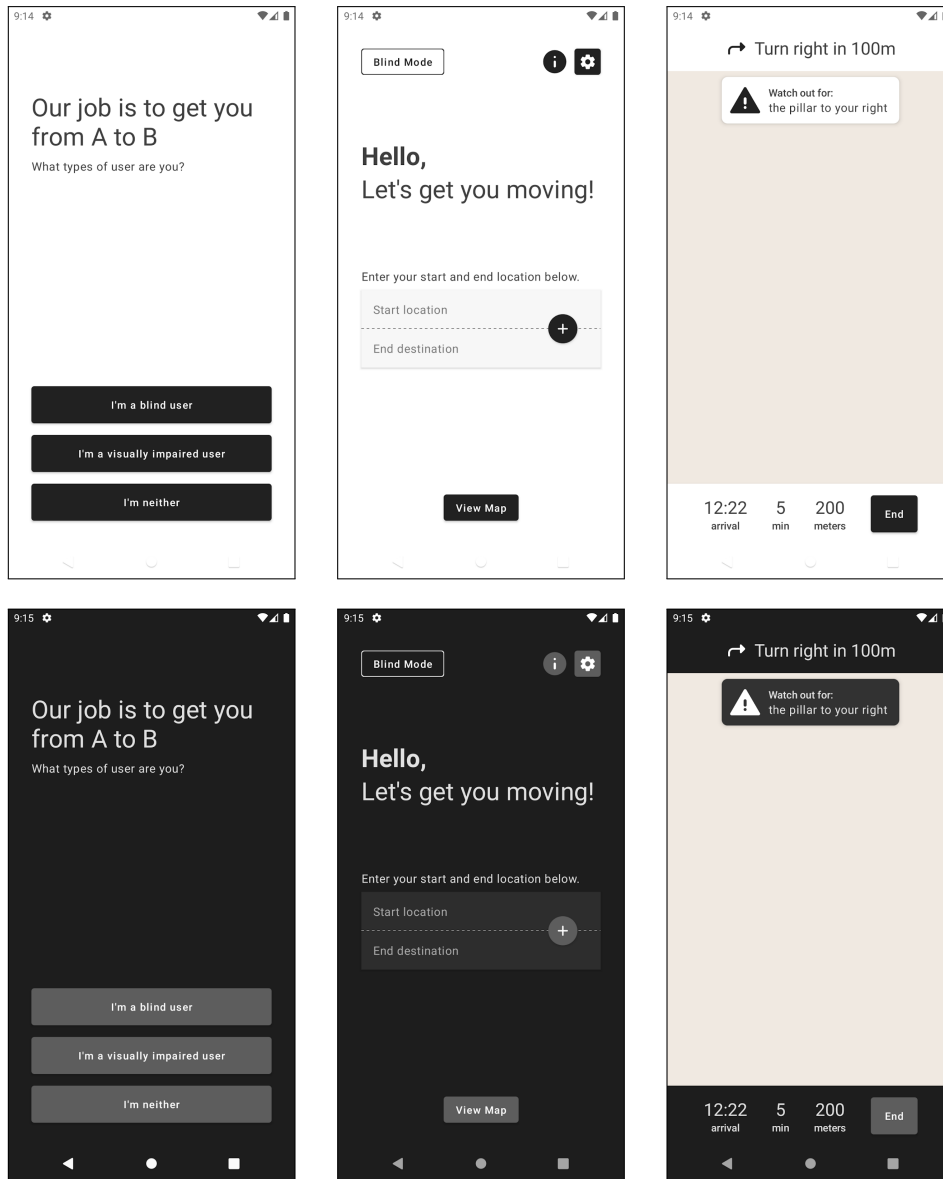 9:14
Our job is to get you
from A to B
What types of user are you?
I'm a blind user
I'm a visually impaired user
I'm neither
9:14
Blind Mode
i
Hello,
Let's get you moving!
Enter your start and end location below.
Start location
+
End destination
View Map
9:14
Turn right in 100m
Watch out for:
the pillar to your right
12:22 5 200
arrival min meters
End
9:15
Our job is to get you
from A to B
What types of user are you?
I'm a blind user
I'm a visually impaired user
I'm neither
9:15
Blind Mode
i
Hello,
Let's get you moving!
Enter your start and end location below.
Start location
+
End destination
View Map
9:15
Turn right in 100m
Watch out for:
the pillar to your right
12:22 5 200
arrival min meters
End